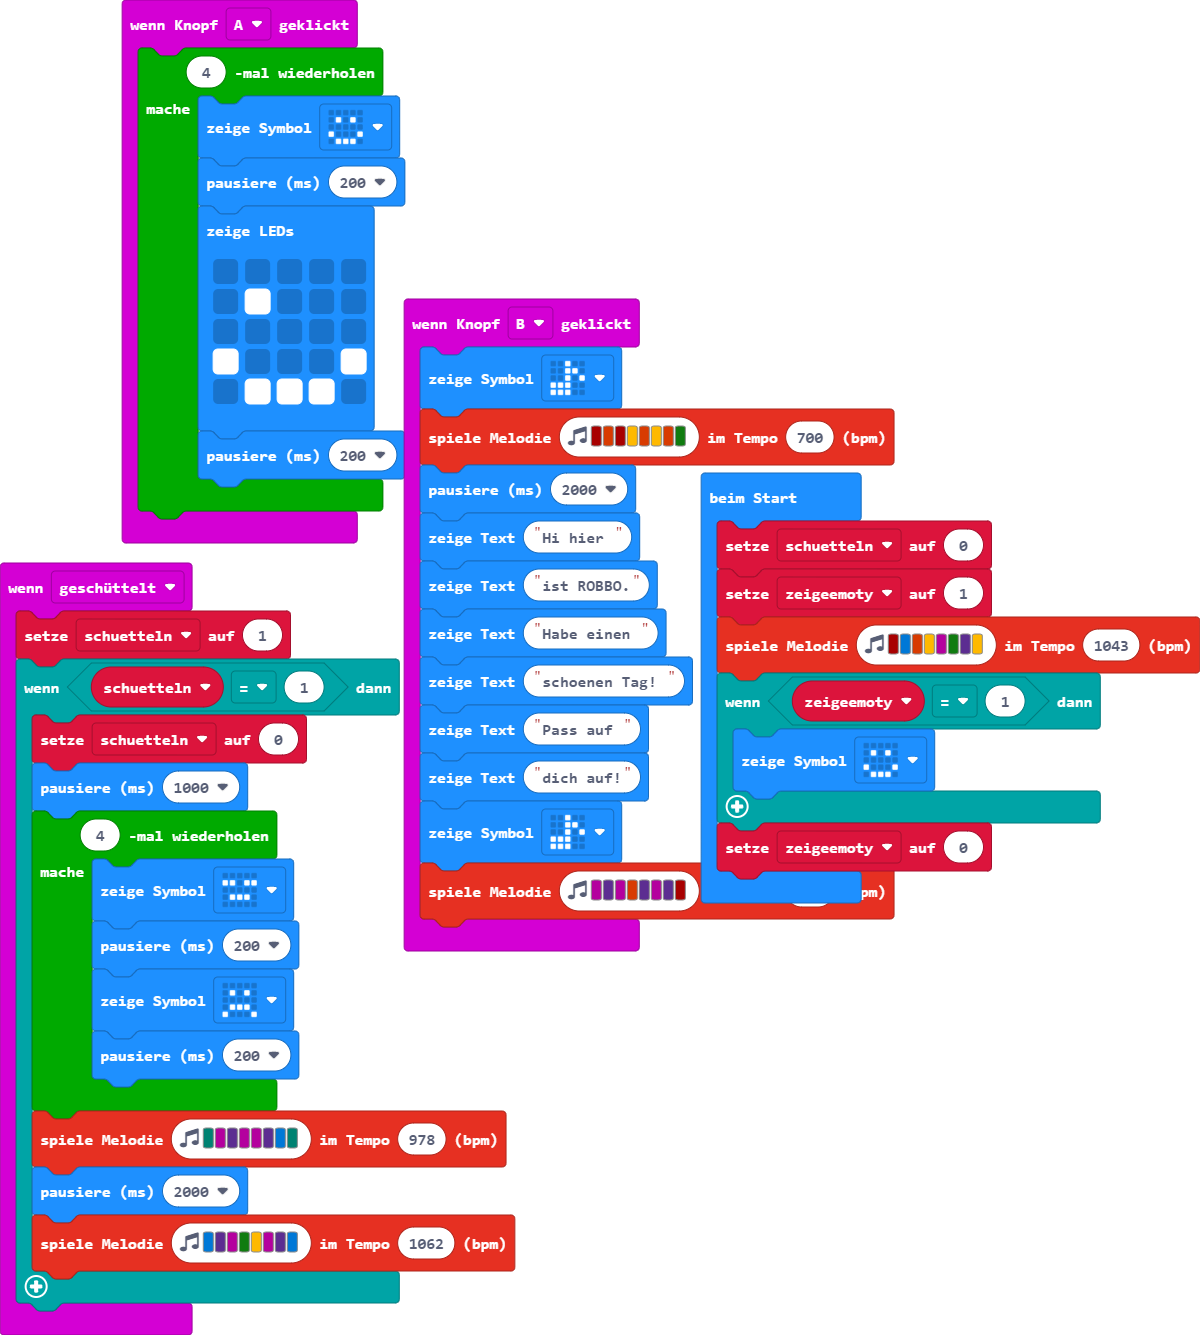 wenn Knopf A geklickt
4 -mal wiederholen
mache
zeige Symbol
pausiere (ms) 200
zeige LEDs
pausiere (ms) 200
wenn Knopf B geklickt
zeige Symbol
spiele Melodie im Tempo 700 (bpm)
pausiere (ms) 2000
zeige Text "Hi hier "
zeige Text "ist ROBBO."
zeige Text "Habe einen "
zeige Text "schoenen Tag! "
zeige Text "Pass auf "
zeige Text "dich auf!"
zeige Symbol
spiele Melodie pm)
beim Start
setze schuetteln auf 0
setze zeigeemoty auf 1
spiele Melodie im Tempo 1043 (bpm)
wenn zeigeemoty = 1 dann
zeige Symbol
setze zeigeemoty auf 0
wenn geschüttelt
setze schuetteln auf 1
wenn schuetteln = 1 dann
setze schuetteln auf 0
pausiere (ms) 1000
4 -mal wiederholen
mache
zeige Symbol
pausiere (ms) 200
zeige Symbol
pausiere (ms) 200
spiele Melodie im Tempo 978 (bpm)
pausiere (ms) 2000
spiele Melodie im Tempo 1062 (bpm)